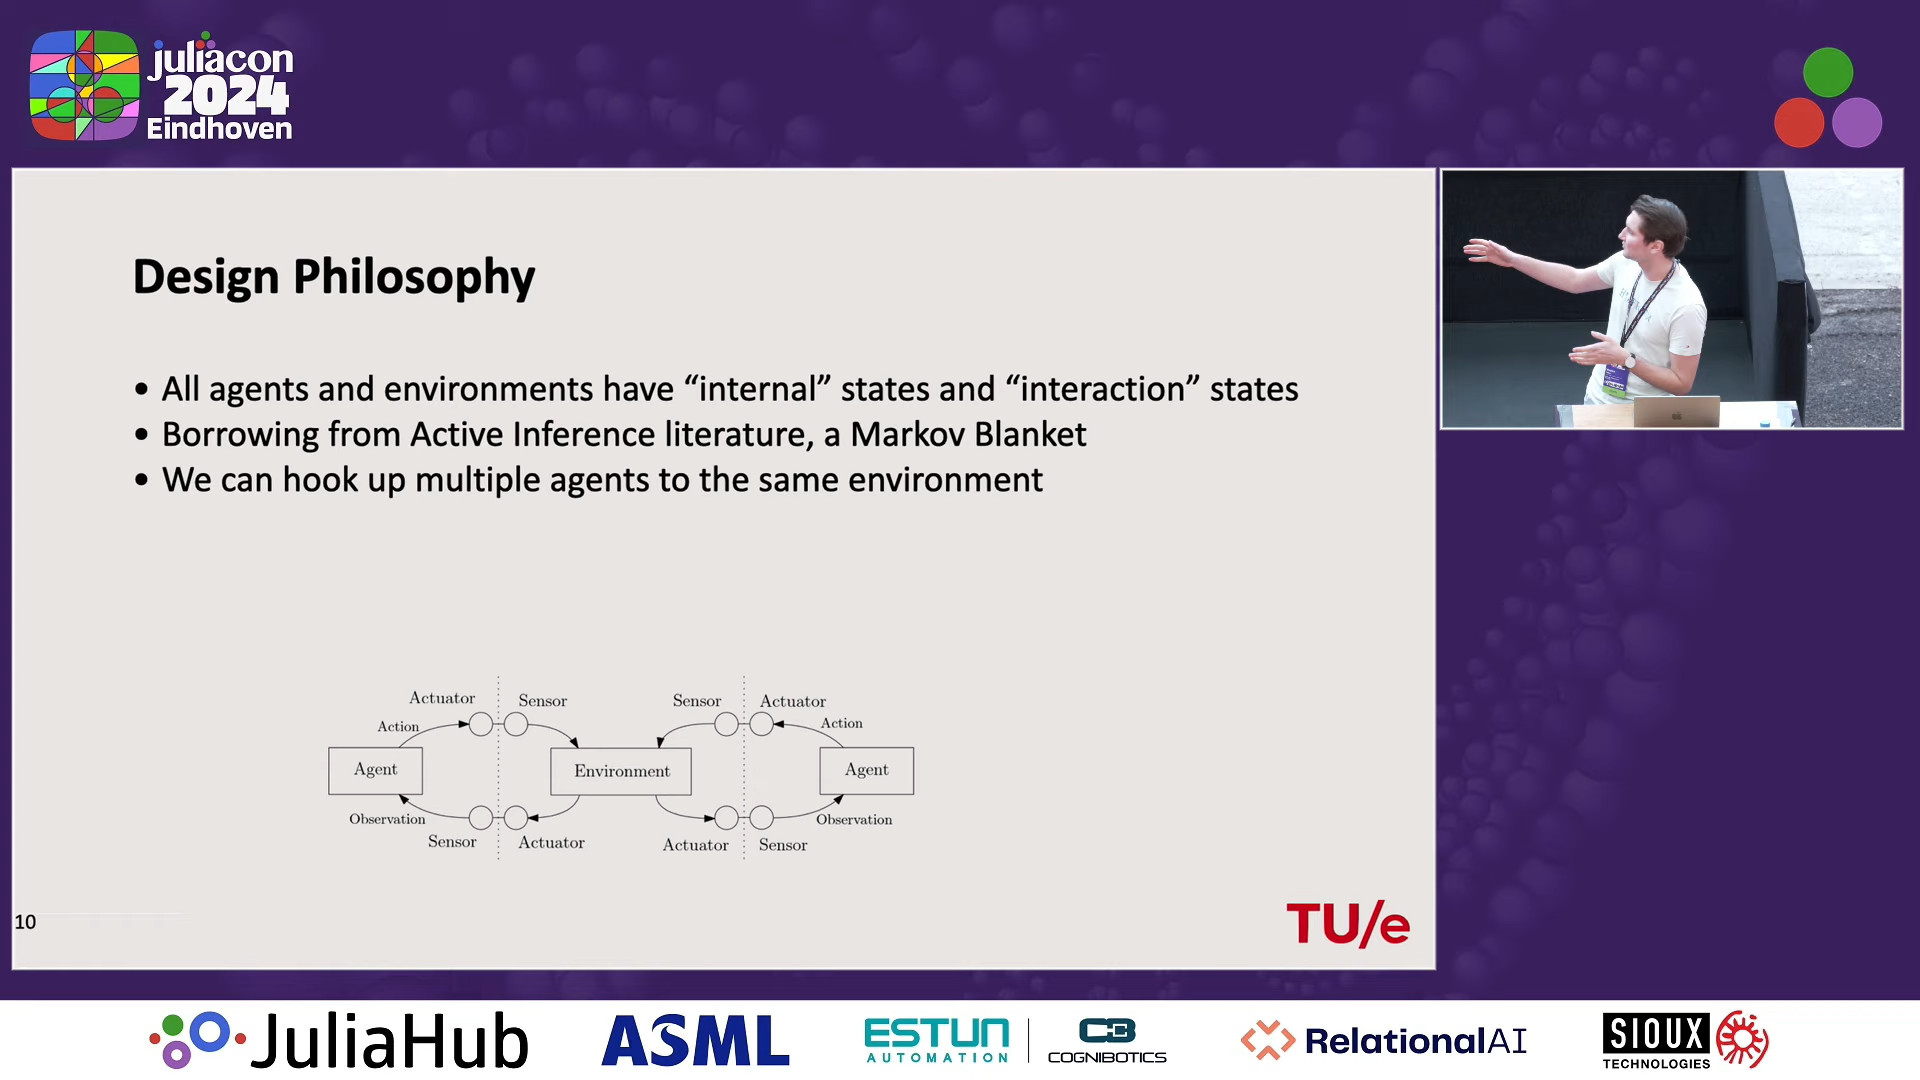 juliacon
2024
Eindhoven
Design Philosophy
• All agents and environments have “internal” states and “interaction” states
• Borrowing from Active Inference literature, a Markov Blanket
• We can hook up multiple agents to the same environment
Actuator Sensor Sensor Actuator
Action Action
Agent Environment Agent
Observation Observation
Sensor Actuator Actuator Sensor
10
TU/e
JuliaHub
ASML
ESTUN
AUTOMATION
COGNIBOTICS
RelationalAI
SIOUX
TECHNOLOGIES